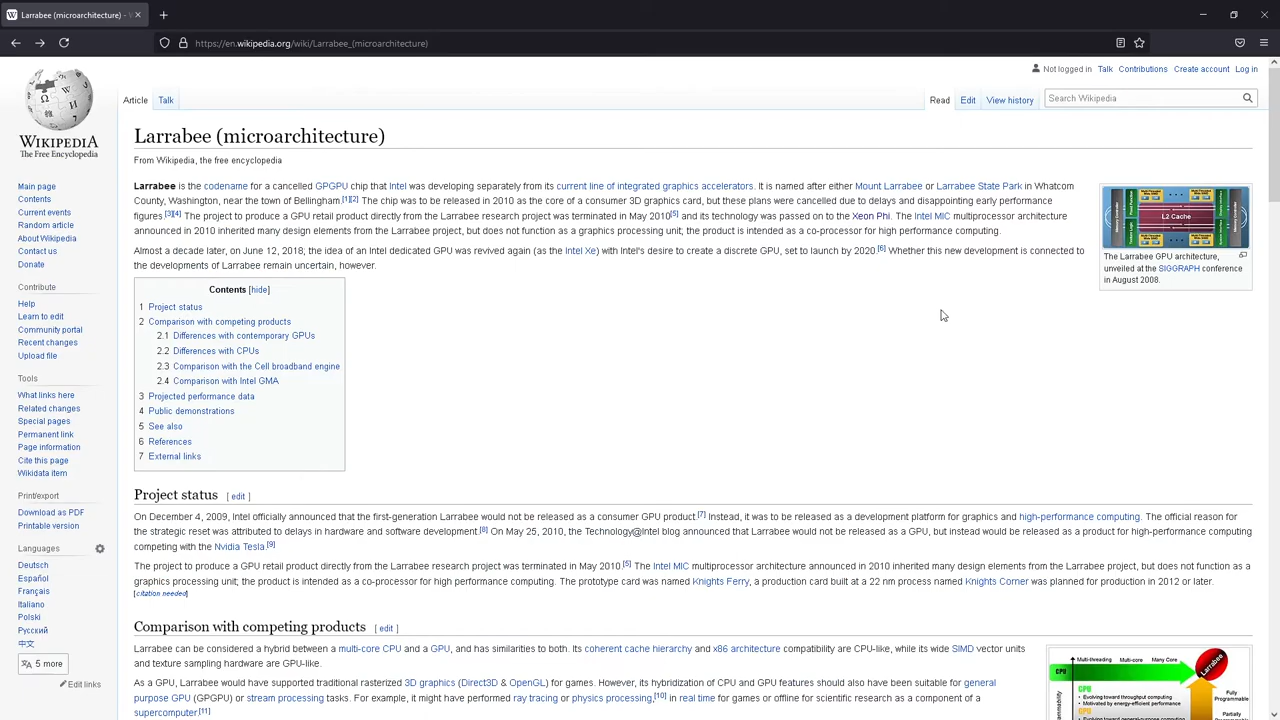 Larrabee (microarchitecture) - W
https://en.wikipedia.org/wiki/Larrabee_(microarchitecture)
Not logged in Talk Contributions Create account Log in
Article Talk
Read Edit View history Search Wikipedia
WIKIPEDIA
The Free Encyclopedia
Main page
Contents
Current events
Random article
About Wikipedia
Contact us
Donate
Contribute
Help
Learn to edit
Community portal
Recent changes
Upload file
Tools
What links here
Related changes
Special pages
Permanent link
Page information
Cite this page
Wikidata item
Print/export
Download as PDF
Printable version
Languages
Deutsch
Español
Français
Italiano
Polski
Русский
中文
5 more
Edit links
Larrabee (microarchitecture)
From Wikipedia, the free encyclopedia
Larrabee is the codename for a cancelled GPGPU chip that Intel was developing separately from its current line of integrated graphics accelerators. It is named after either Mount Larrabee or Larrabee State Park in Whatcom
County, Washington, near the town of Bellingham.[1][2] The chip was to be released in 2010 as the core of a consumer 3D graphics card, but these plans were cancelled due to delays and disappointing early performance
figures.[3][4] The project to produce a GPU retail product directly from the Larrabee research project was terminated in May 2010[5] and its technology was passed on to the Xeon Phi. The Intel MIC multiprocessor architecture
announced in 2010 inherited many design elements from the Larrabee project, but does not function as a graphics processing unit; the product is intended as a co-processor for high performance computing.
Almost a decade later, on June 12, 2018; the idea of an Intel dedicated GPU was revived again (as the Intel Xe) with Intel's desire to create a discrete GPU, set to launch by 2020.[6] Whether this new development is connected to
the developments of Larrabee remain uncertain, however.
L2 Cache
The Larrabee GPU architecture,
unveiled at the SIGGRAPH conference
in August 2008.
Contents [hide]
1 Project status
2 Comparison with competing products
2.1 Differences with contemporary GPUs
2.2 Differences with CPUs
2.3 Comparison with the Cell broadband engine
2.4 Comparison with Intel GMA
3 Projected performance data
4 Public demonstrations
5 See also
6 References
7 External links
Project status [ edit ]
On December 4, 2009, Intel officially announced that the first-generation Larrabee would not be released as a consumer GPU product.[7] Instead, it was to be released as a development platform for graphics and high-performance computing. The official reason for
the strategic reset was attributed to delays in hardware and software development.[8] On May 25, 2010, the Technology@Intel blog announced that Larrabee would not be released as a GPU, but instead would be released as a product for high-performance computing
competing with the Nvidia Tesla.[9]
The project to produce a GPU retail product directly from the Larrabee research project was terminated in May 2010.[5] The Intel MIC multiprocessor architecture announced in 2010 inherited many design elements from the Larrabee project, but does not function as a
graphics processing unit; the product is intended as a co-processor for high performance computing. The prototype card was named Knights Ferry, a production card built at a 22 nm process named Knights Corner was planned for production in 2012 or later.
[citation needed]
Comparison with competing products [ edit ]
Larrabee can be considered a hybrid between a multi-core CPU and a GPU, and has similarities to both. Its coherent cache hierarchy and x86 architecture compatibility are CPU-like, while its wide SIMD vector units
and texture sampling hardware are GPU-like.
As a GPU, Larrabee would have supported traditional rasterized 3D graphics (Direct3D & OpenGL) for games. However, its hybridization of CPU and GPU features should also have been suitable for general
purpose GPU (GPGPU) or stream processing tasks. For example, it might have performed ray tracing or physics processing,[10] in real time for games or offline for scientific research as a component of a
supercomputer.[11]
Multi-threading Multi-core Many Core
Larrabee
CPU
• Evolving toward throughput computing
• Motivated by energy-efficient performance
GPU
• Evolving toward general-purpose computing
Fully
Programmable
Partially